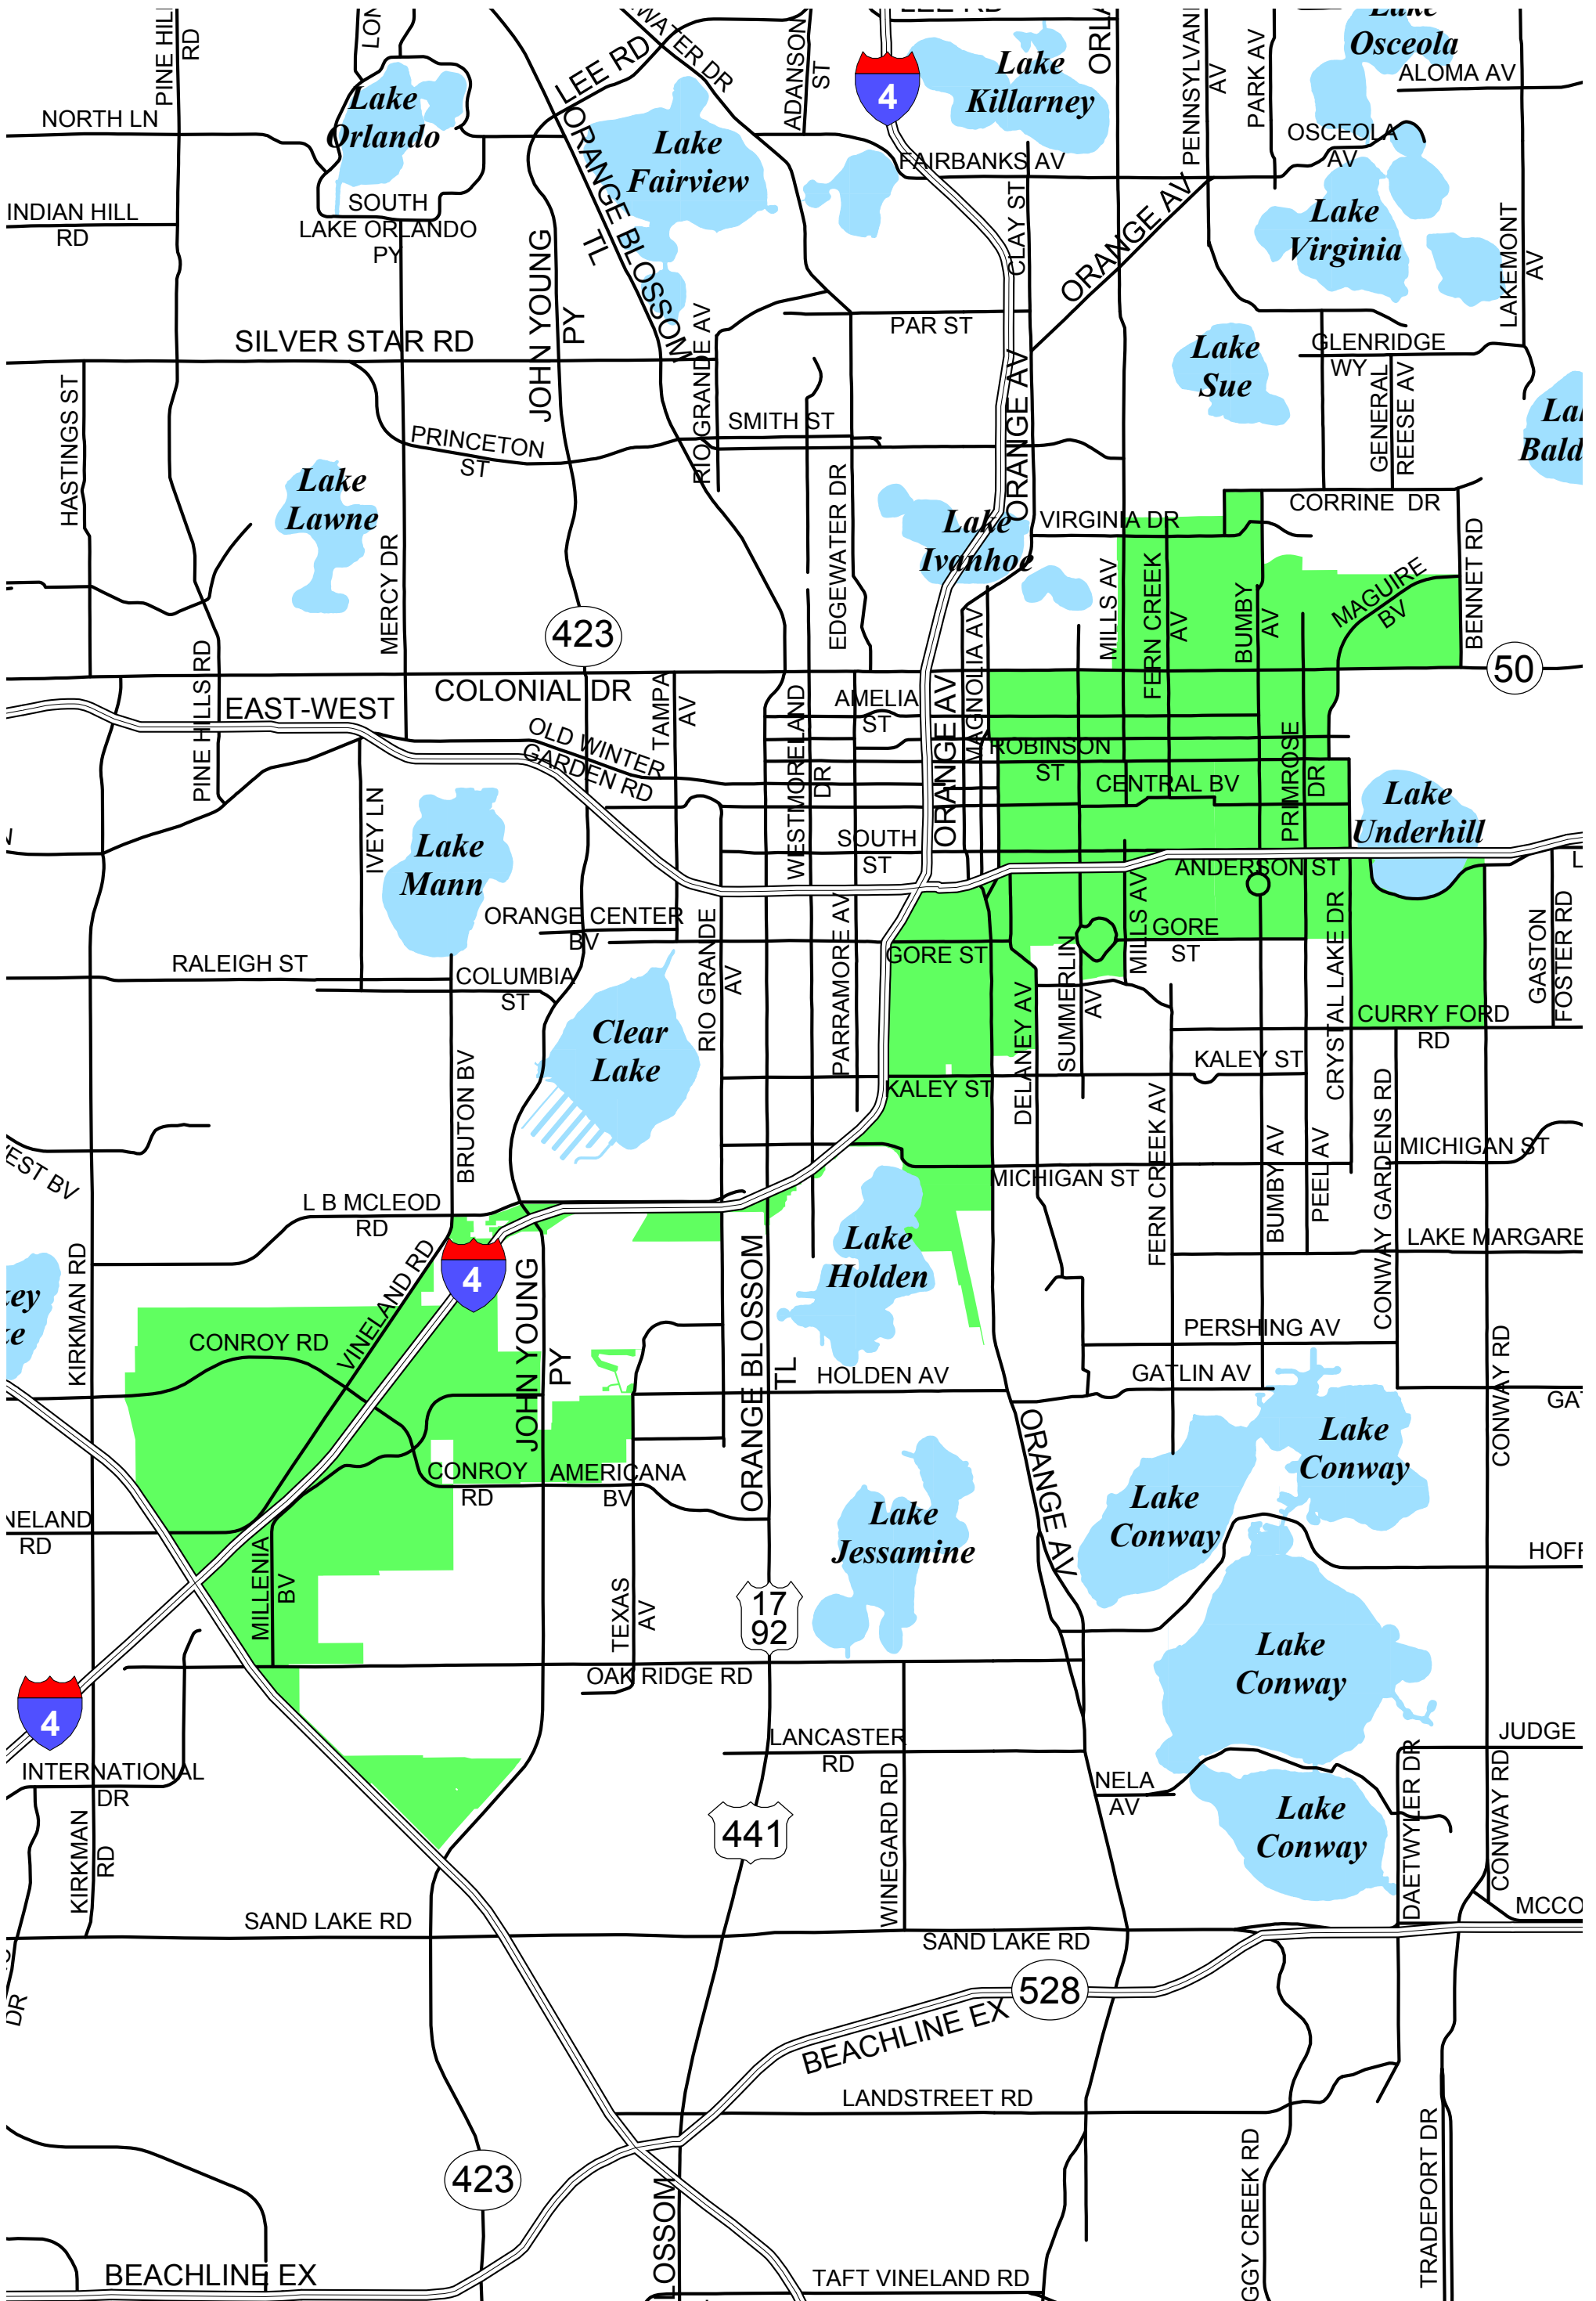 LEE RD
Lake
Osceola
PINE HILL
RD
LEE RD
ADANSON
ST
4
Lake
Killarney
PENNSYLVANI
AV
PARK AV
ALOMA AV
NORTH LN
Lake
Orlando
ORANGE BLOSSOM
TL
Lake
Fairview
FAIRBANKS AV
OSCEOLA
AV
INDIAN HILL
RD
SOUTH
LAKE ORLANDO
PY
JOHN YOUNG
PY
CLAY ST
ORANGE AV
Lake
Virginia
LAKEMONT
AV
SILVER STAR RD
RIO GRANDE AV
PAR ST
ORANGE AV
Lake
Sue
GLENRIDGE
WY
GENERAL
REESE AV
HASTINGS ST
PRINCETON
ST
SMITH ST
Lake
Lawne
MERCY DR
EDGEWATER DR
Lake
Ivanhoe
VIRGINIA DR
CORRINE DR
MILLS AV
FERN CREEK
AV
BUMBY
AV
MAGUIRE
BV
BENNET RD
423
50
PINE HILLS RD
EAST-WEST
COLONIAL DR
TAMPA
AV
OLD WINTER
GARDEN RD
WESTMORELAND
DR
AMELIA
ST
ORANGE AV
MAGNOLIA AV
ROBINSON
ST
CENTRAL BV
PRIMROSE
DR
IVEY LN
Lake
Mann
SOUTH
ST
Lake
Underhill
ANDERSON ST
ORANGE CENTER
BV
RIO GRANDE
AV
PARRAMORE AV
GORE ST
SUMMERLIN
AV
MILLS AV
GORE
ST
CRYSTAL LAKE DR
GASTON
FOSTER RD
RALEIGH ST
COLUMBIA
ST
Clear
Lake
DELANEY AV
CURRY FORD
RD
BRUTON BV
KALEY ST
KALEY ST
EST BV
L B MCLEOD
RD
MICHIGAN ST
FERN CREEK AV
BUMBY AV
PEEL AV
CONWAY GARDENS RD
MICHIGAN ST
KIRKMAN RD
VINELAND RD
4
Lake
Holden
LAKE MARGARE
CONROY RD
JOHN YOUNG
PY
ORANGE BLOSSOM
TL
HOLDEN AV
PERSHING AV
GATLIN AV
CONWAY RD
CONROY
RD
AMERICANA
BV
ORANGE AV
Lake
Conway
Lake
Conway
NELAND
RD
MILLENIA
BV
TEXAS
AV
Lake
Jessamine
17
92
OAK RIDGE RD
Lake
Conway
4
LANCASTER
RD
JUDGE
INTERNATIONAL
DR
KIRKMAN
RD
441
WINEGARD RD
NELA
AV
Lake
Conway
DAETWYLER DR
CONWAY RD
SAND LAKE RD
SAND LAKE RD
MCCO
DR
528
BEACHLINE EX
LANDSTREET RD
423
LOSSOM
GGY CREEK RD
TRADEPORT DR
BEACHLINE EX
TAFT VINELAND RD